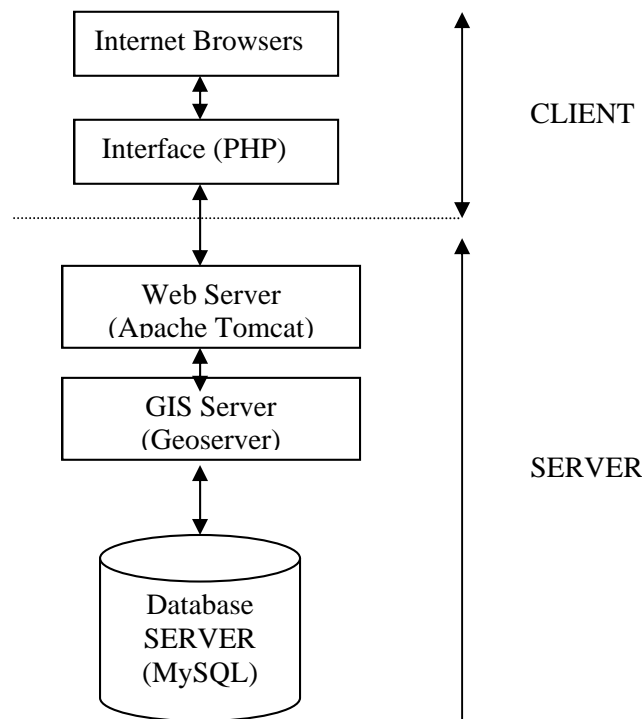 Internet Browsers
CLIENT
Interface (PHP)
Web Server
(Apache Tomcat)
GIS Server
(Geoserver)
SERVER
Database
SERVER
(MySQL)